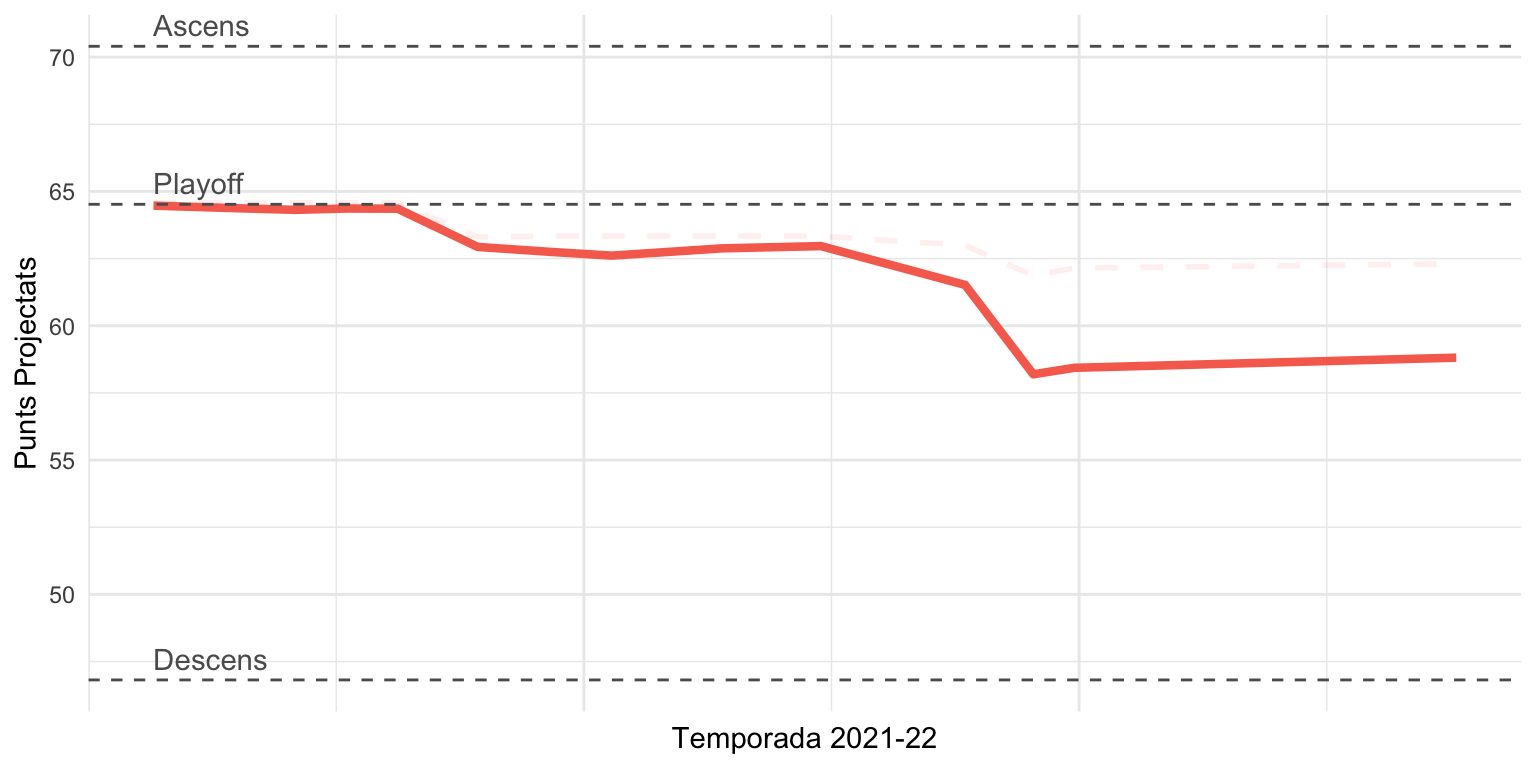 Ascens
70
Playoff
65
60
55
50
Descens
Punts Projectats
Temporada 2021-22